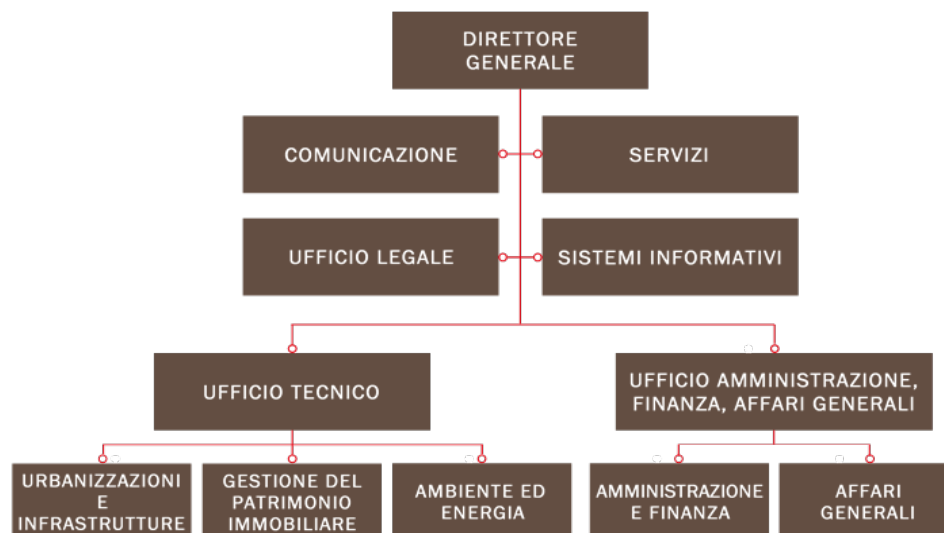 DIRETTORE
GENERALE
COMUNICAZIONE
SERVIZI
UFFICIO LEGALE
SISTEMI INFORMATIVI
UFFICIO TECNICO
UFFICIO AMMINISTRAZIONE,
FINANZA, AFFARI GENERALI
URBANIZZAZIONI
E
INFRASTRUTTURE
GESTIONE DEL
PATRIMONIO
IMMOBILIARE
AMBIENTE ED
ENERGIA
AMMINISTRAZIONE
E FINANZA
AFFARI
GENERALI